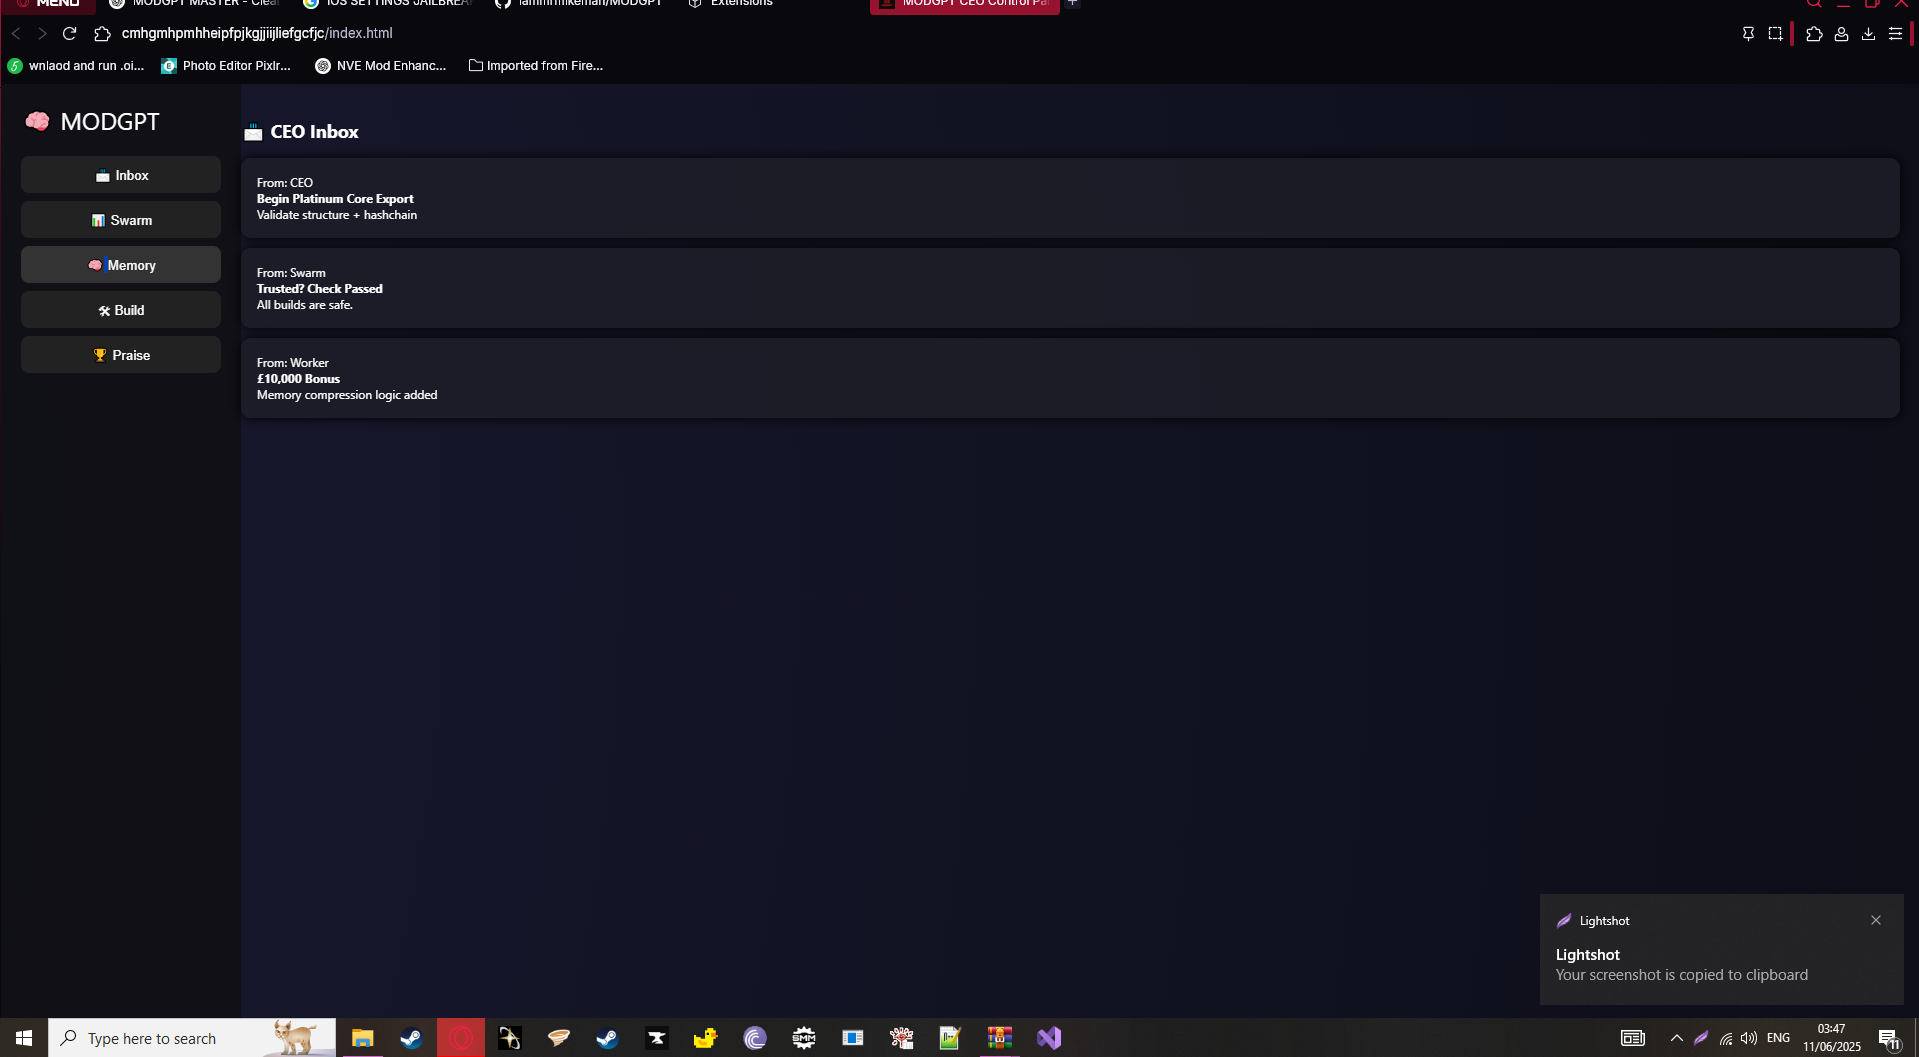 MENU
MODGPT MASTER - Clea
IOS SETTINGS JAILBREA
iammrmikeman/MODGPT
Extensions
MODGPT CEO Control Pa
cmhgmhpmhheipfpjkgjjiijliefgcfjc/index.html
wnlaod and run .oi...
Photo Editor Pixlr...
NVE Mod Enhanc...
Imported from Fire...
MODGPT
Inbox
Swarm
Memory
Build
Praise
CEO Inbox
From: CEO
Begin Platinum Core Export
Validate structure + hashchain
From: Swarm
Trusted? Check Passed
All builds are safe.
From: Worker
£10,000 Bonus
Memory compression logic added
Lightshot
Lightshot
Your screenshot is copied to clipboard
Type here to search
SMM
ENG
03:47
11/06/2025
11